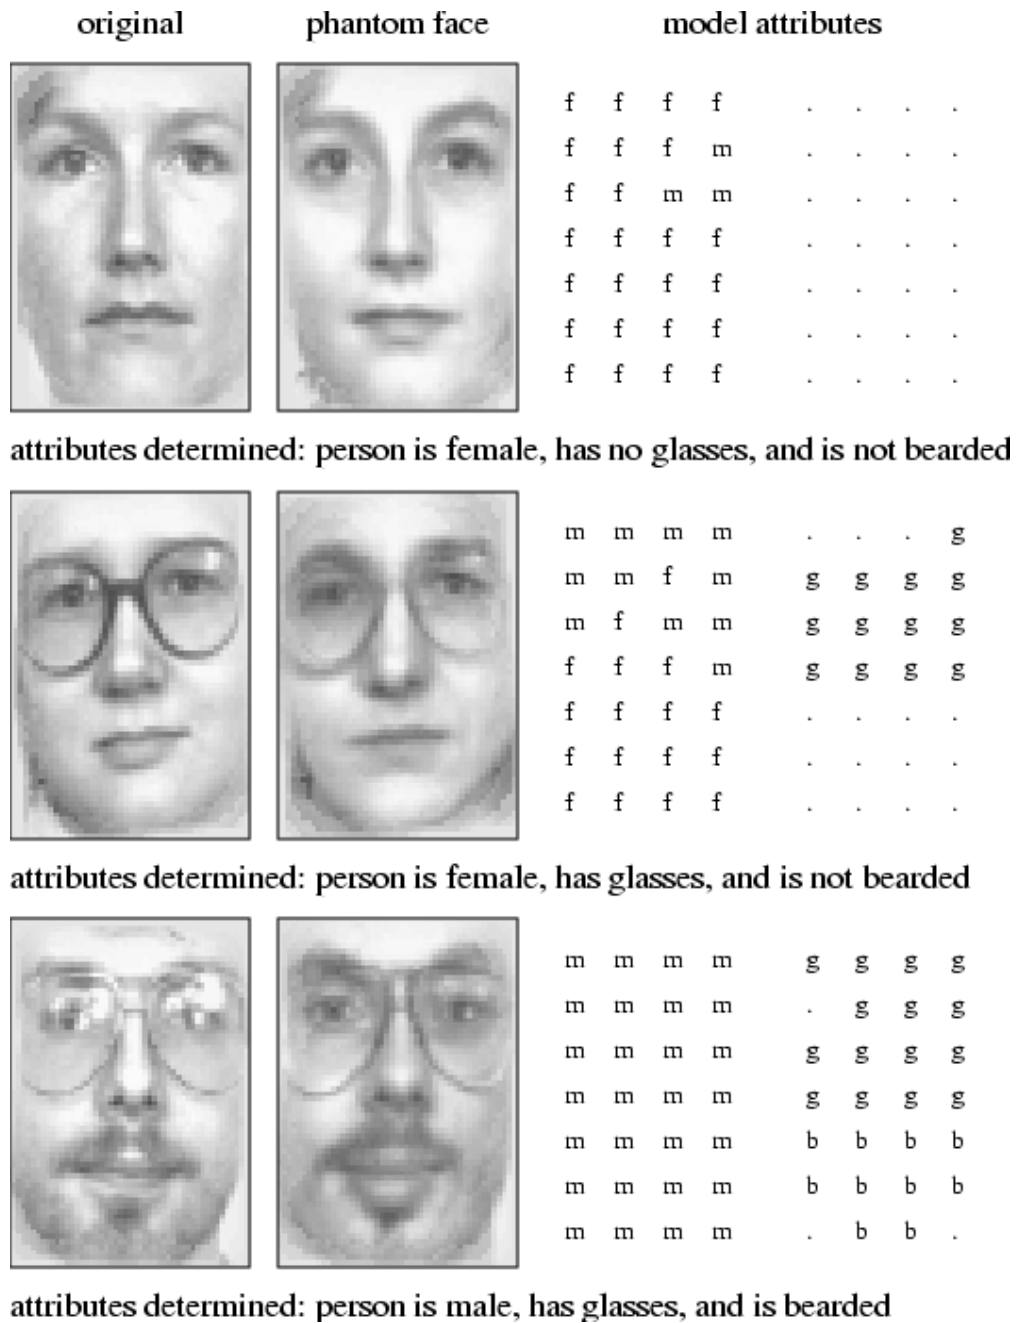 original phantom face model attributes
f f f f . . . .
f f f m . . . .
f f m m . . . .
f f f f . . . .
f f f f . . . .
f f f f . . . .
f f f f . . . .
attributes determined: person is female, has no glasses, and is not bearded
m m m m . . . g
m m f m g g g g
m f m m g g g g
f f f m g g g g
f f f f . . . .
f f f f . . . .
f f f f . . . .
attributes determined: person is female, has glasses, and is not bearded
m m m m g g g g
m m m m . g g g
m m m m g g g g
m m m m g g g g
m m m m b b b b
m m m m b b b b
m m m m . b b .
attributes determined: person is male, has glasses, and is bearded